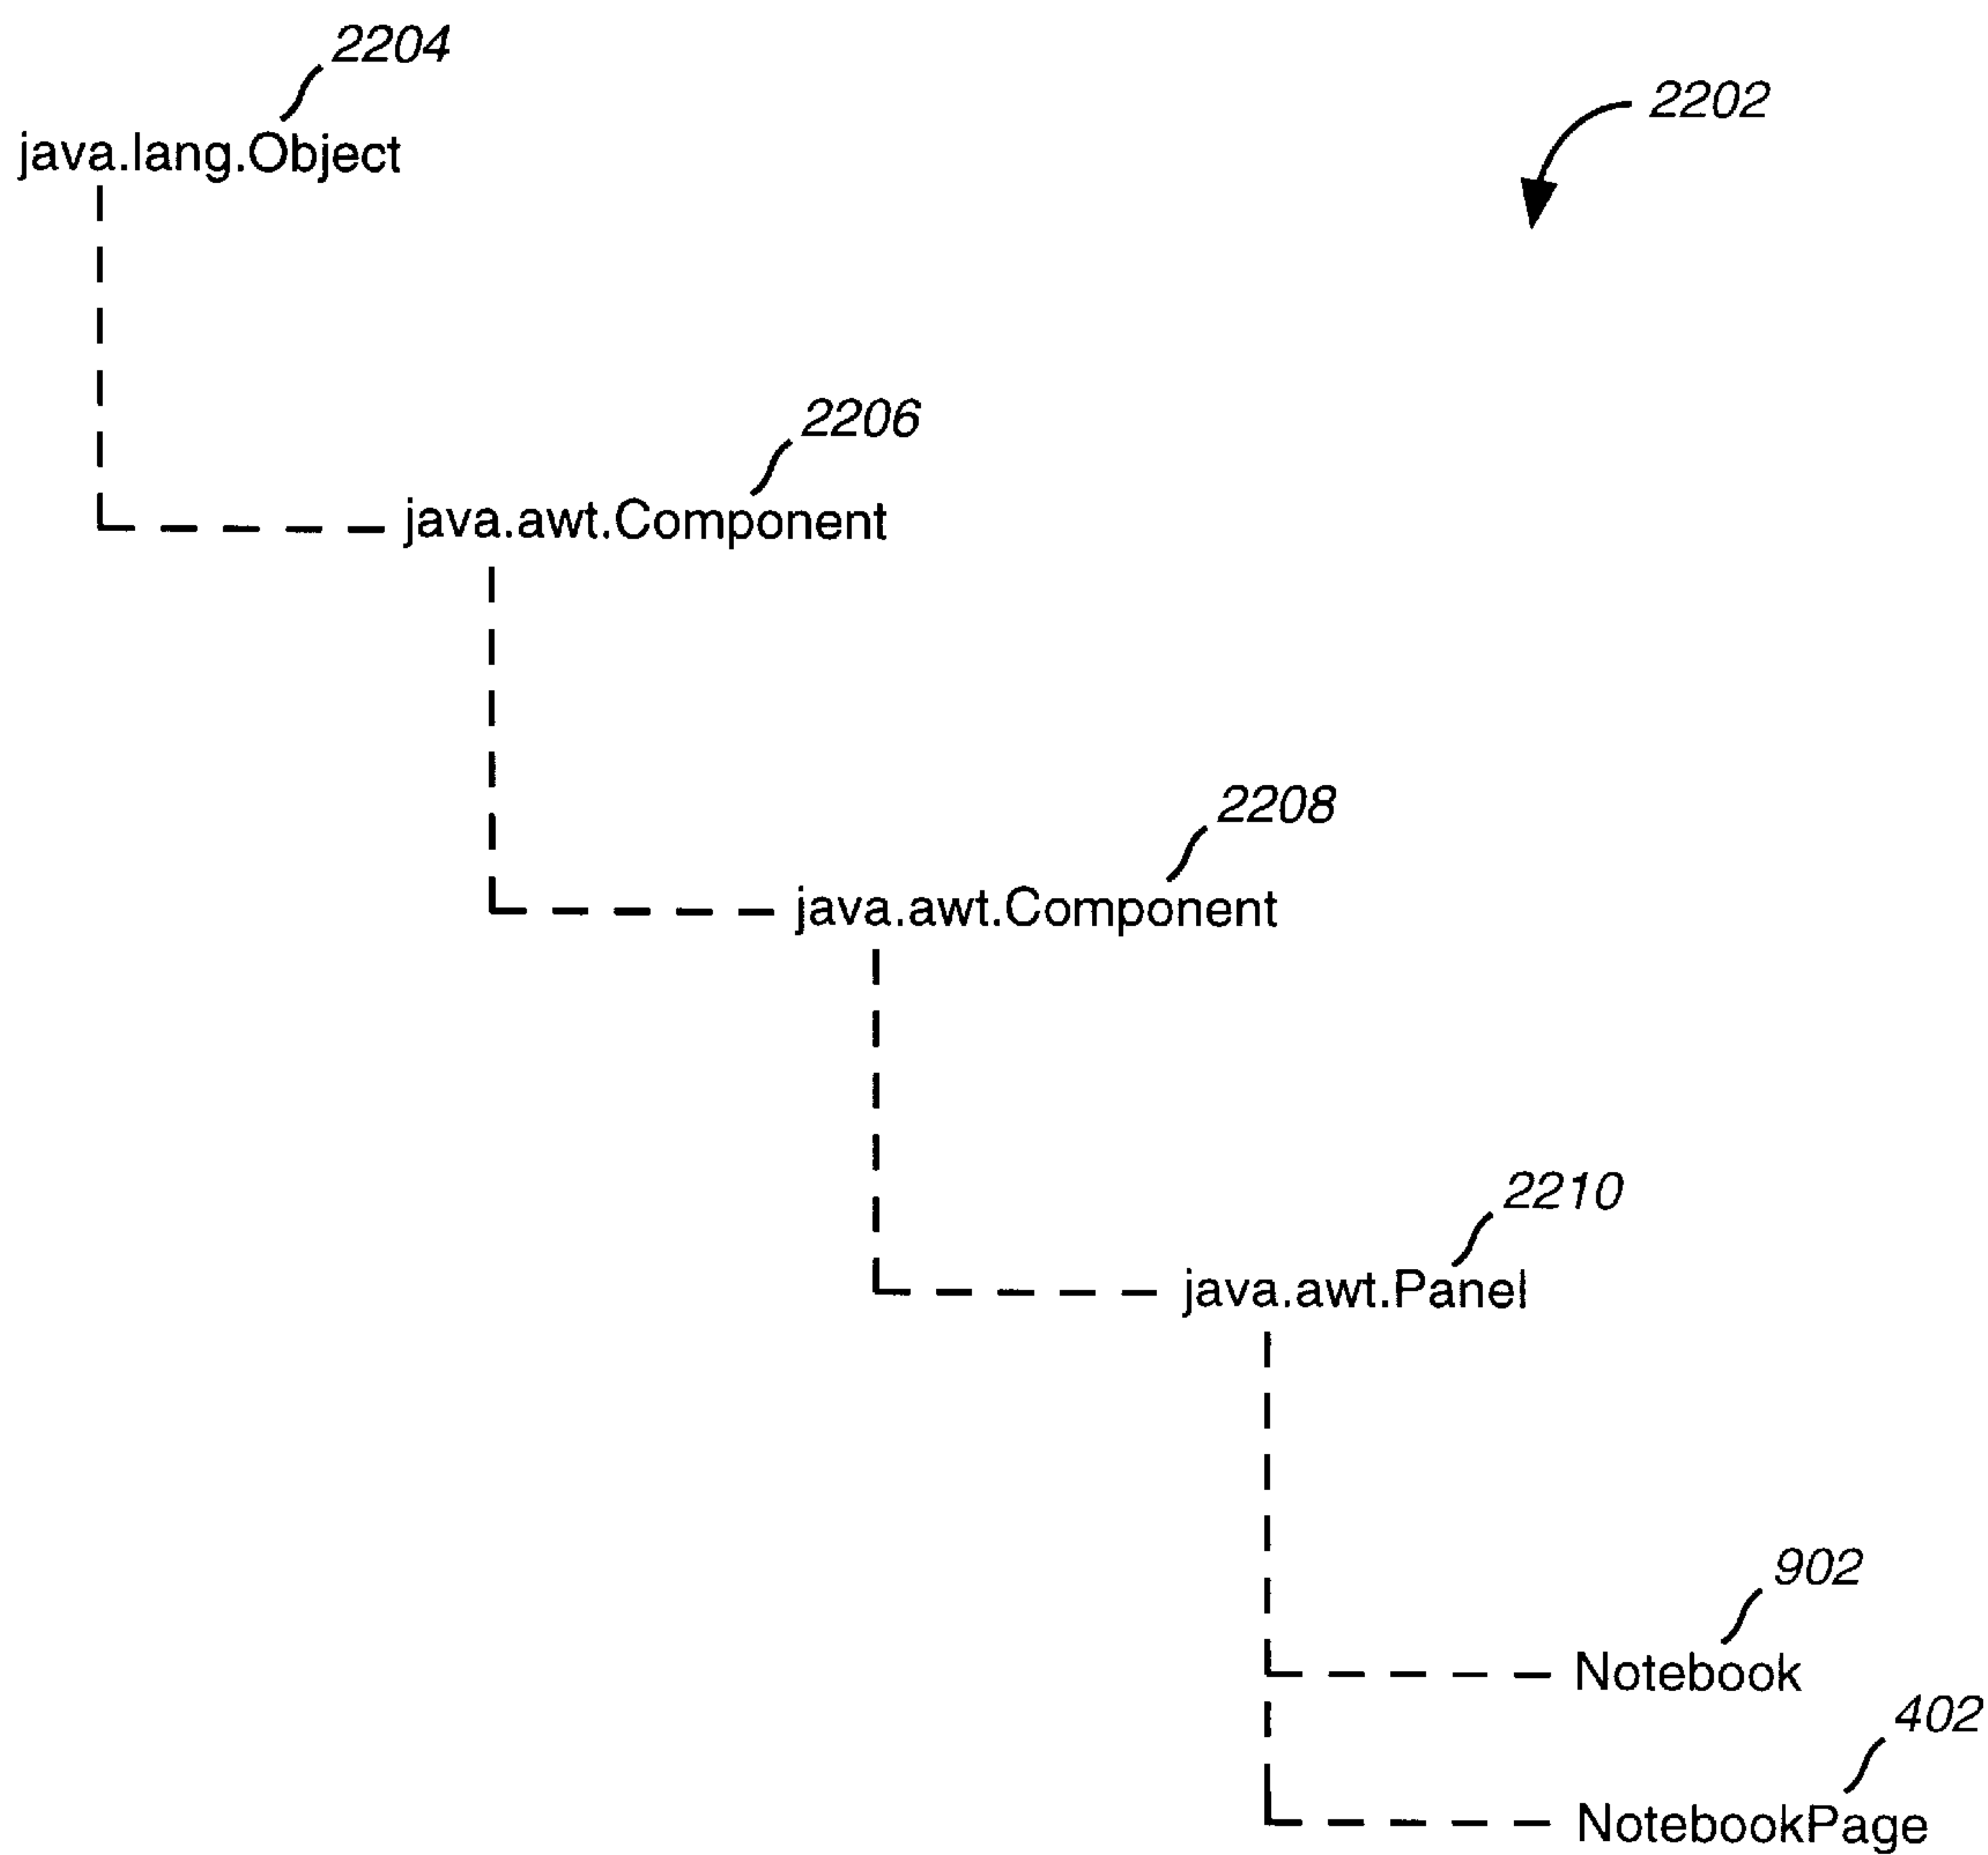 2204
2202
java.lang.Object
2206
java.awt.Component
2208
java.awt.Component
2210
java.awt.Panel
902
Notebook
402
NotebookPage